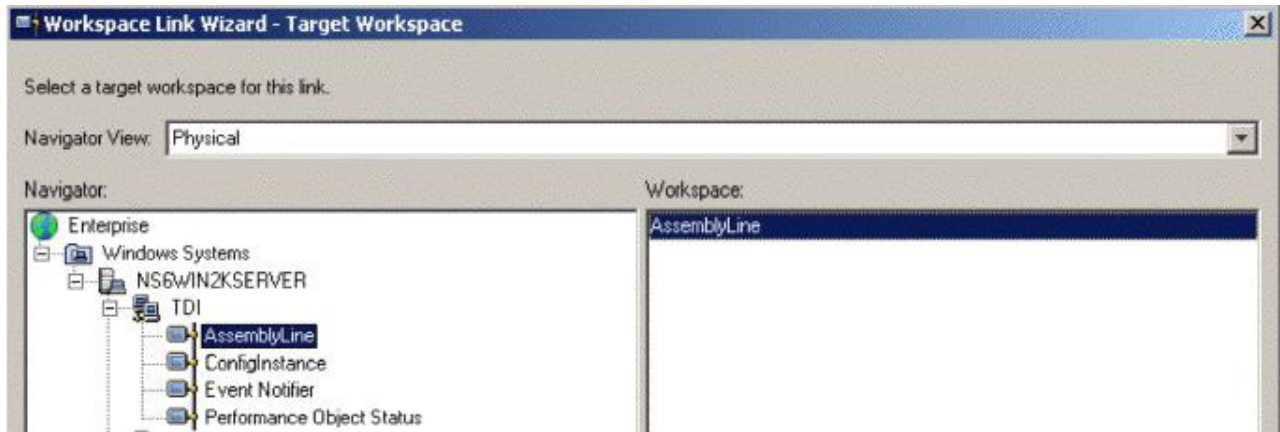 Workspace Link Wizard - Target Workspace
Select a target workspace for this link.
Navigator View: Physical
Navigator:
Enterprise
Windows Systems
NS6WIN2KSERVER
TDI
AssemblyLine
ConfigInstance
Event Notifier
Performance Object Status
Workspace:
AssemblyLine